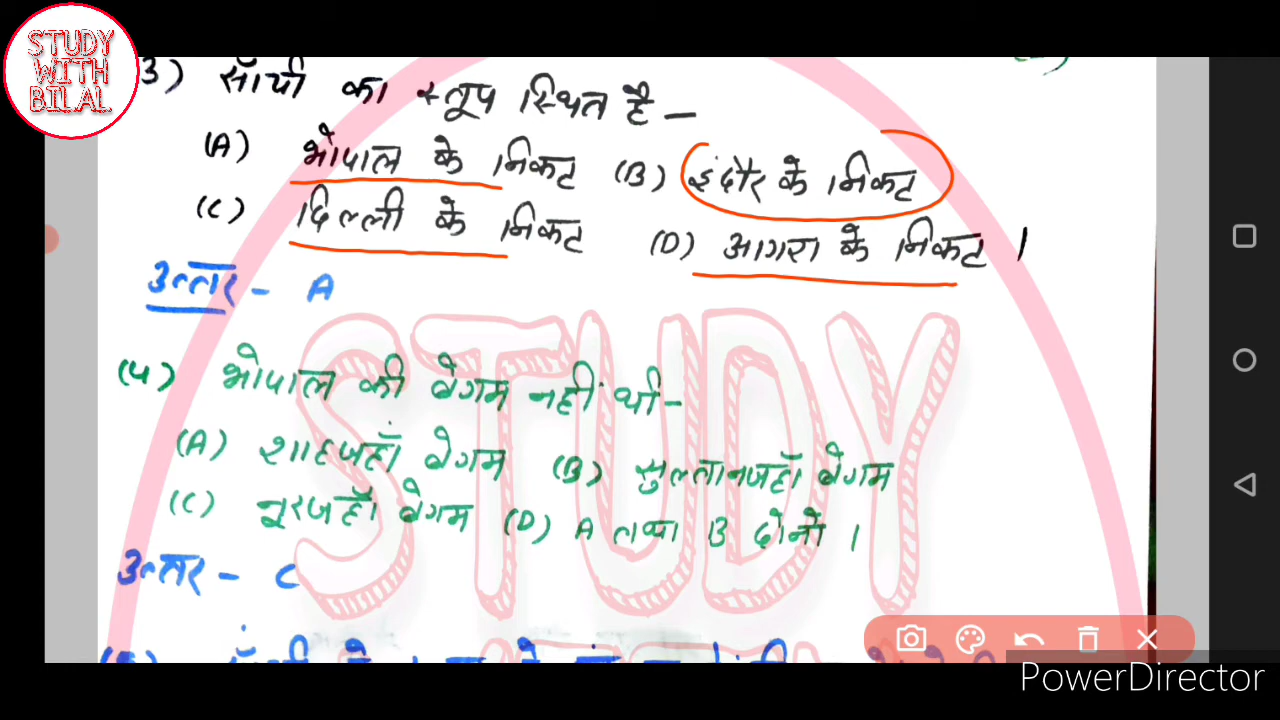 STUDY
WITH
BILAL
3) साँची का स्तूप स्थित है –
(A) भोपाल के निकट (B) इंदौर के निकट
(C) दिल्ली के निकट (D) आगरा के निकट ।
उत्तर – A
(4) भोपाल की बेगम नहीं थी –
(A) शाहजहाँ बेगम (B) सुल्तानजहाँ बेगम
(C) नूरजहाँ बेगम (D) A तथा B दोनों ।
उत्तर – C
STUDY
PowerDirector